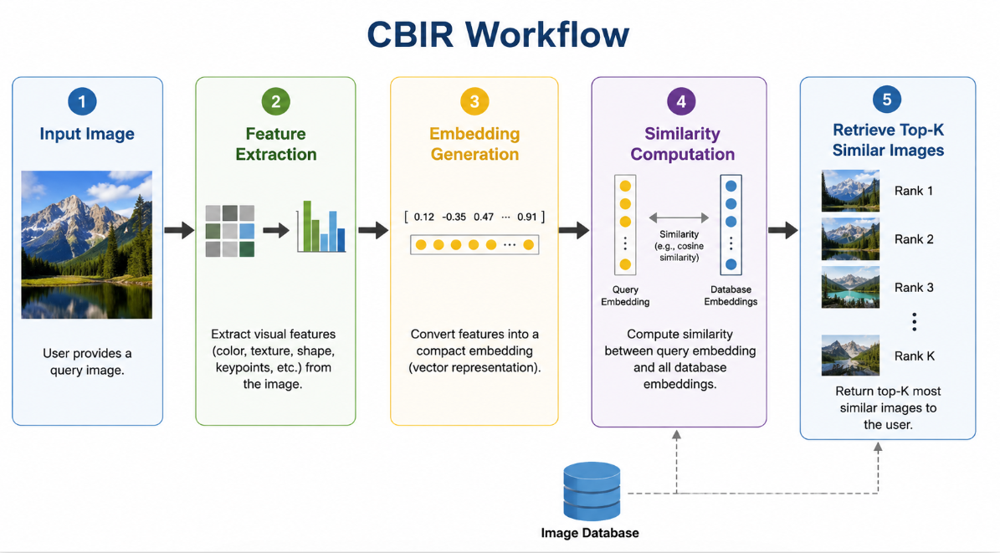 CBIR Workflow
1
Input Image
User provides a
query image.
2
Feature
Extraction
Extract visual features
(color, texture, shape,
keypoints, etc.) from
the image.
3
Embedding
Generation
[ 0.12 -0.35 0.47 ··· 0.91 ]
···
Convert features into a
compact embedding
(vector representation).
4
Similarity
Computation
Similarity
(e.g., cosine
similarity)
Query
Embedding
Database
Embeddings
Compute similarity
between query embedding
and all database
embeddings.
5
Retrieve Top-K
Similar Images
Rank 1
Rank 2
Rank 3
Rank K
Return top-K most
similar images to
the user.
Image Database